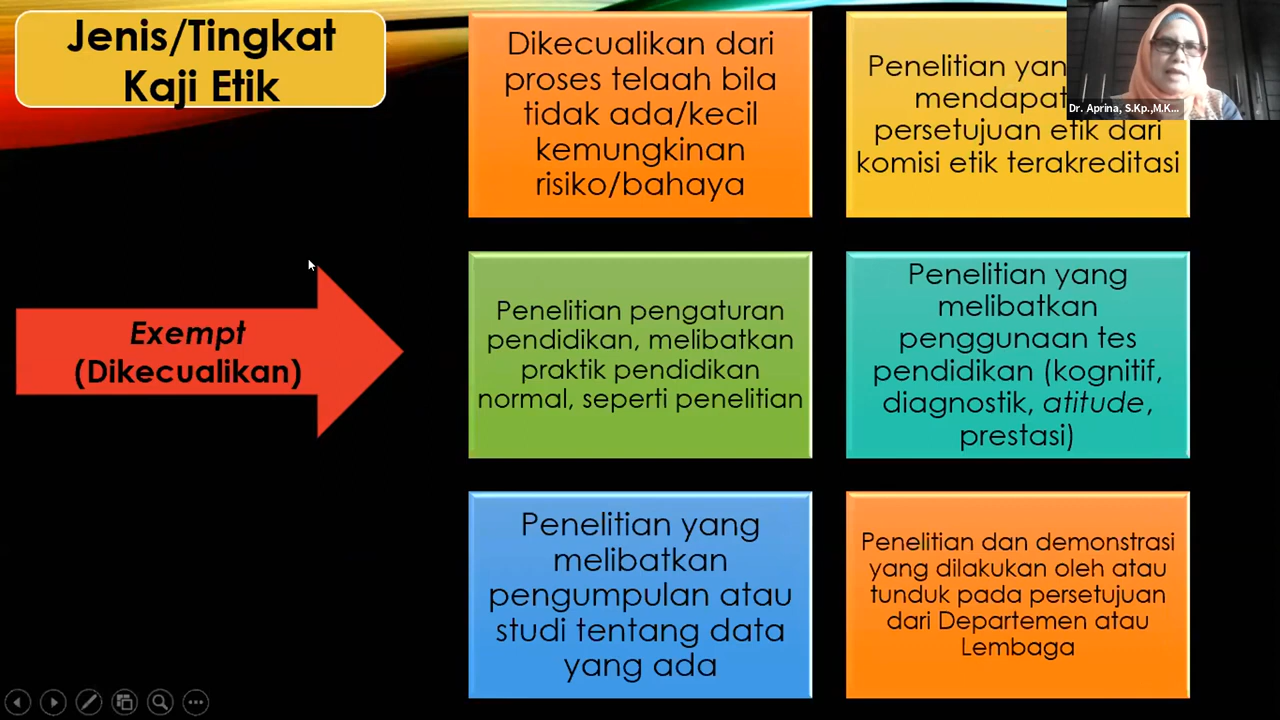 Jenis/Tingkat
Kaji Etik
Dikecualikan dari
proses telaah bila
tidak ada/kecil
kemungkinan
risiko/bahaya
Penelitian
mendapat
persetujuan etik dari
komisi etik terakreditasi
Dr. Aprina, S.Kp.,M.K...
Exempt
(Dikecualikan)
Penelitian pengaturan
pendidikan, melibatkan
praktik pendidikan
normal, seperti penelitian
Penelitian yang
melibatkan
penggunaan tes
pendidikan (kognitif,
diagnostik, atitude,
prestasi)
Penelitian yang
melibatkan
pengumpulan atau
studi tentang data
yang ada
Penelitian dan demonstrasi
yang dilakukan oleh atau
tunduk pada persetujuan
dari Departemen atau
Lembaga